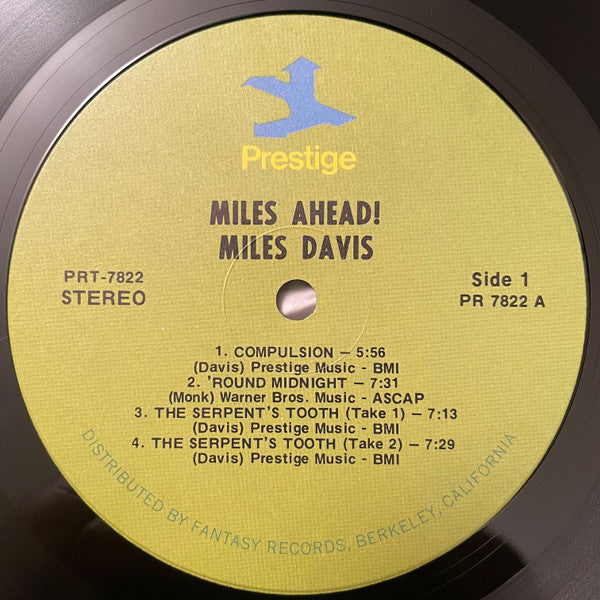 Prestige
MILES AHEAD!
MILES DAVIS
PRT-7822
STEREO
Side 1
PR 7822 A
1. COMPULSION – 5:56
(Davis) Prestige Music - BMI
2. 'ROUND MIDNIGHT – 7:31
(Monk) Warner Bros. Music - ASCAP
3. THE SERPENT'S TOOTH (Take 1) – 7:13
(Davis) Prestige Music - BMI
4. THE SERPENT'S TOOTH (Take 2) – 7:29
(Davis) Prestige Music - BMI
DISTRIBUTED BY FANTASY RECORDS, BERKELEY, CALIFORNIA